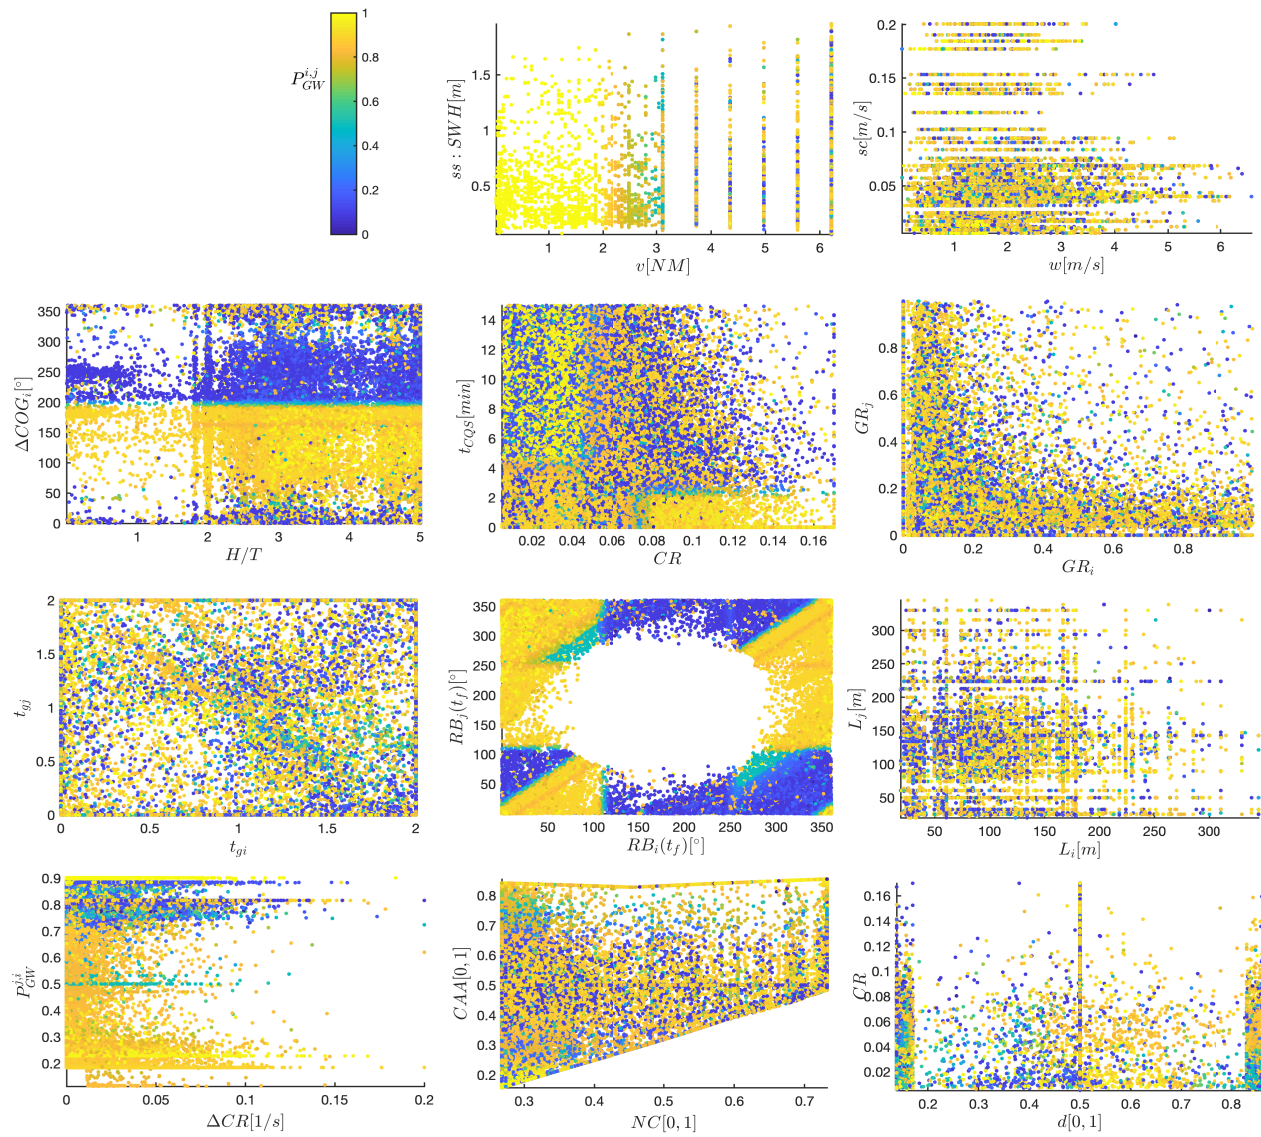 P_{GW}^{i,j}
1
0.8
0.6
0.4
0.2
0
ss : SWH[m]
1.5
1
0.5
1 2 3 4 5 6
v[NM]
sc[m/s]
0.2
0.15
0.1
0.05
1 2 3 4 5 6
w[m/s]
ΔCOG_i[°]
350
300
250
200
150
100
50
0
0 1 2 3 4 5
H/T
t_{CQS}[min]
14
12
10
8
6
4
2
0
0.02 0.04 0.06 0.08 0.1 0.12 0.14 0.16
CR
GR_j
0.8
0.6
0.4
0.2
0
0 0.2 0.4 0.6 0.8
GR_i
t_{gj}
2
1.5
1
0.5
0
0 0.5 1 1.5 2
t_{gi}
RB_j(t_f)[°]
350
300
250
200
150
100
50
50 100 150 200 250 300 350
RB_i(t_f)[°]
L_j[m]
300
250
200
150
100
50
50 100 150 200 250 300
L_i[m]
P_{GW}^{j,i}
0.9
0.8
0.7
0.6
0.5
0.4
0.3
0.2
0 0.05 0.1 0.15 0.2
ΔCR[1/s]
CAA[0, 1]
0.8
0.7
0.6
0.5
0.4
0.3
0.2
0.3 0.4 0.5 0.6 0.7
NC[0, 1]
CR
0.16
0.14
0.12
0.1
0.08
0.06
0.04
0.02
0.2 0.3 0.4 0.5 0.6 0.7 0.8
d[0, 1]